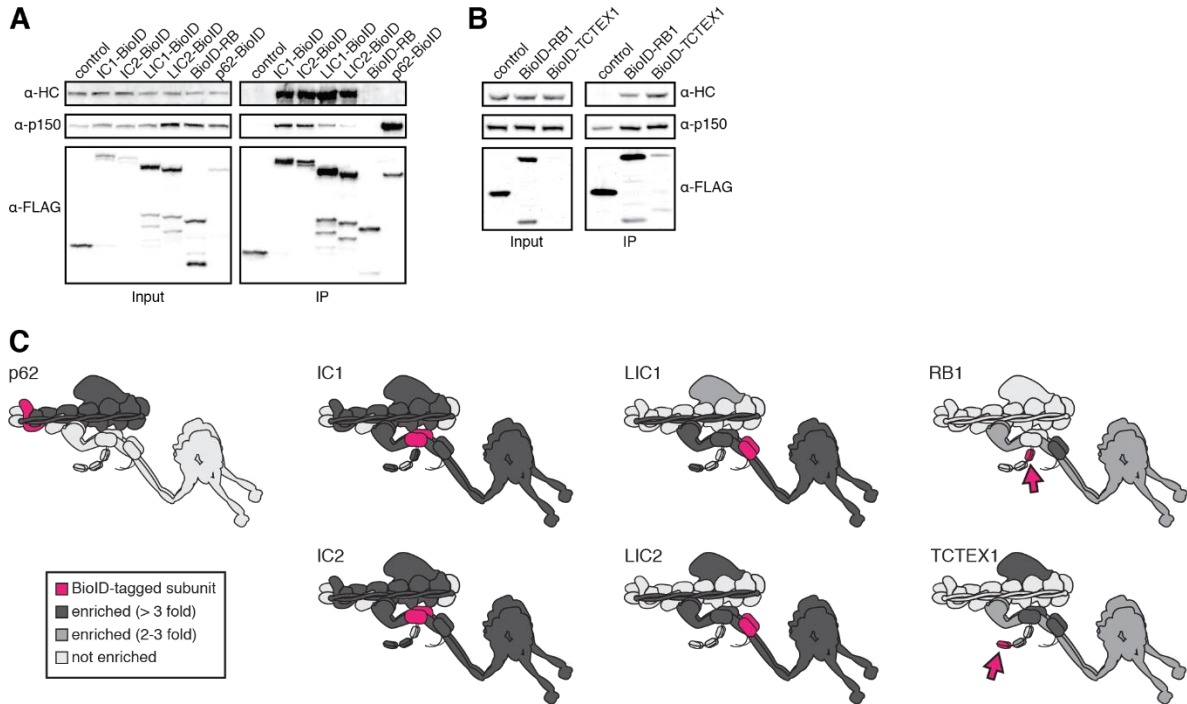 A
control
IC1-BioID
IC2-BioID
LIC1-BioID
LIC2-BioID
BioID-RB
p62-BioID
control
IC1-BioID
IC2-BioID
LIC1-BioID
LIC2-BioID
BioID-RB
p62-BioID
α-HC
α-p150
α-FLAG
Input
IP
B
control
BioID-RB1
BioID-TCTEX1
control
BioID-RB1
BioID-TCTEX1
α-HC
α-p150
α-FLAG
Input
IP
C
p62
IC1
LIC1
RB1
IC2
LIC2
TCTEX1
BioID-tagged subunit
enriched (> 3 fold)
enriched (2-3 fold)
not enriched